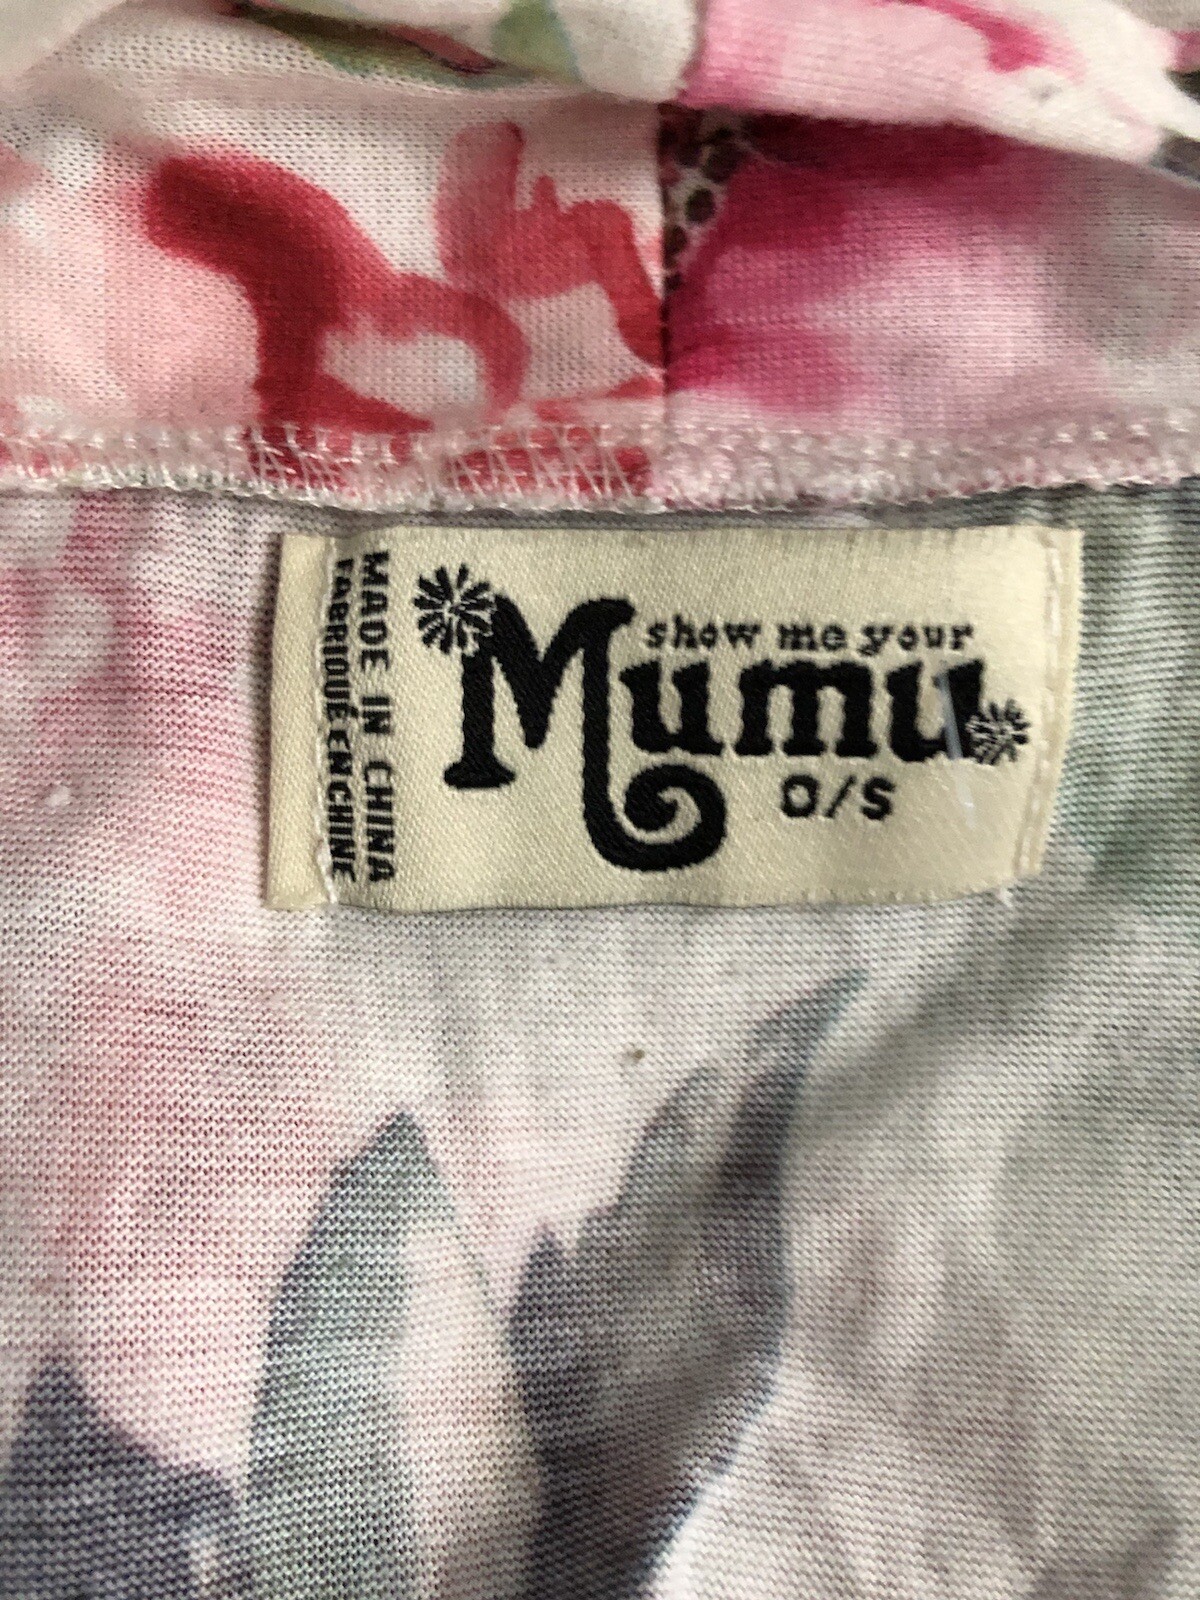 show me your
Mumu
O/S
MADE IN CHINA
FABRIQUÉ EN CHINE